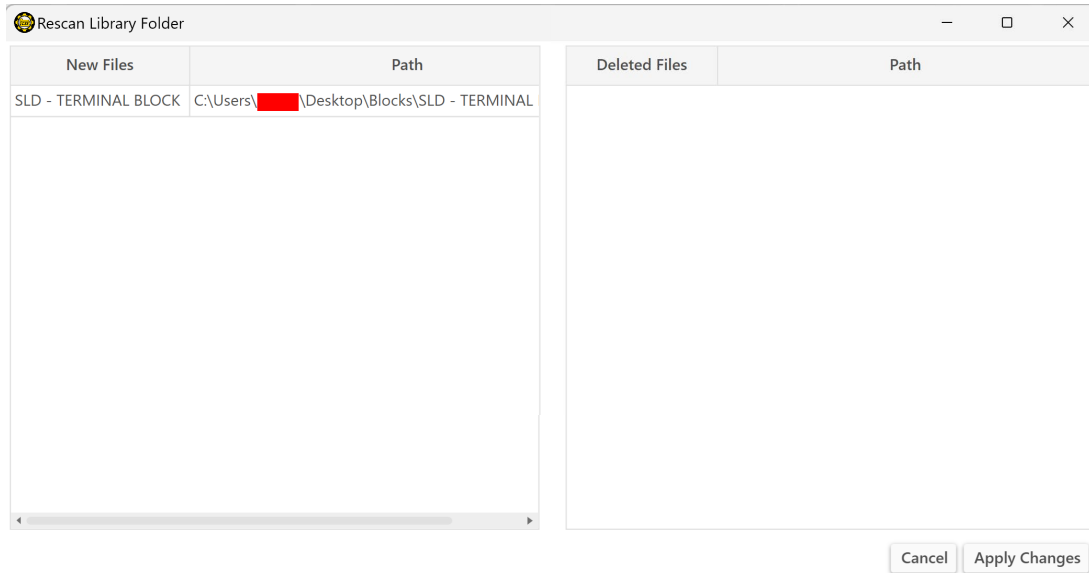 Rescan Library Folder
New Files Path
SLD - TERMINAL BLOCK C:\Users\ \Desktop\Blocks\SLD - TERMINAL
Deleted Files Path
Cancel Apply Changes